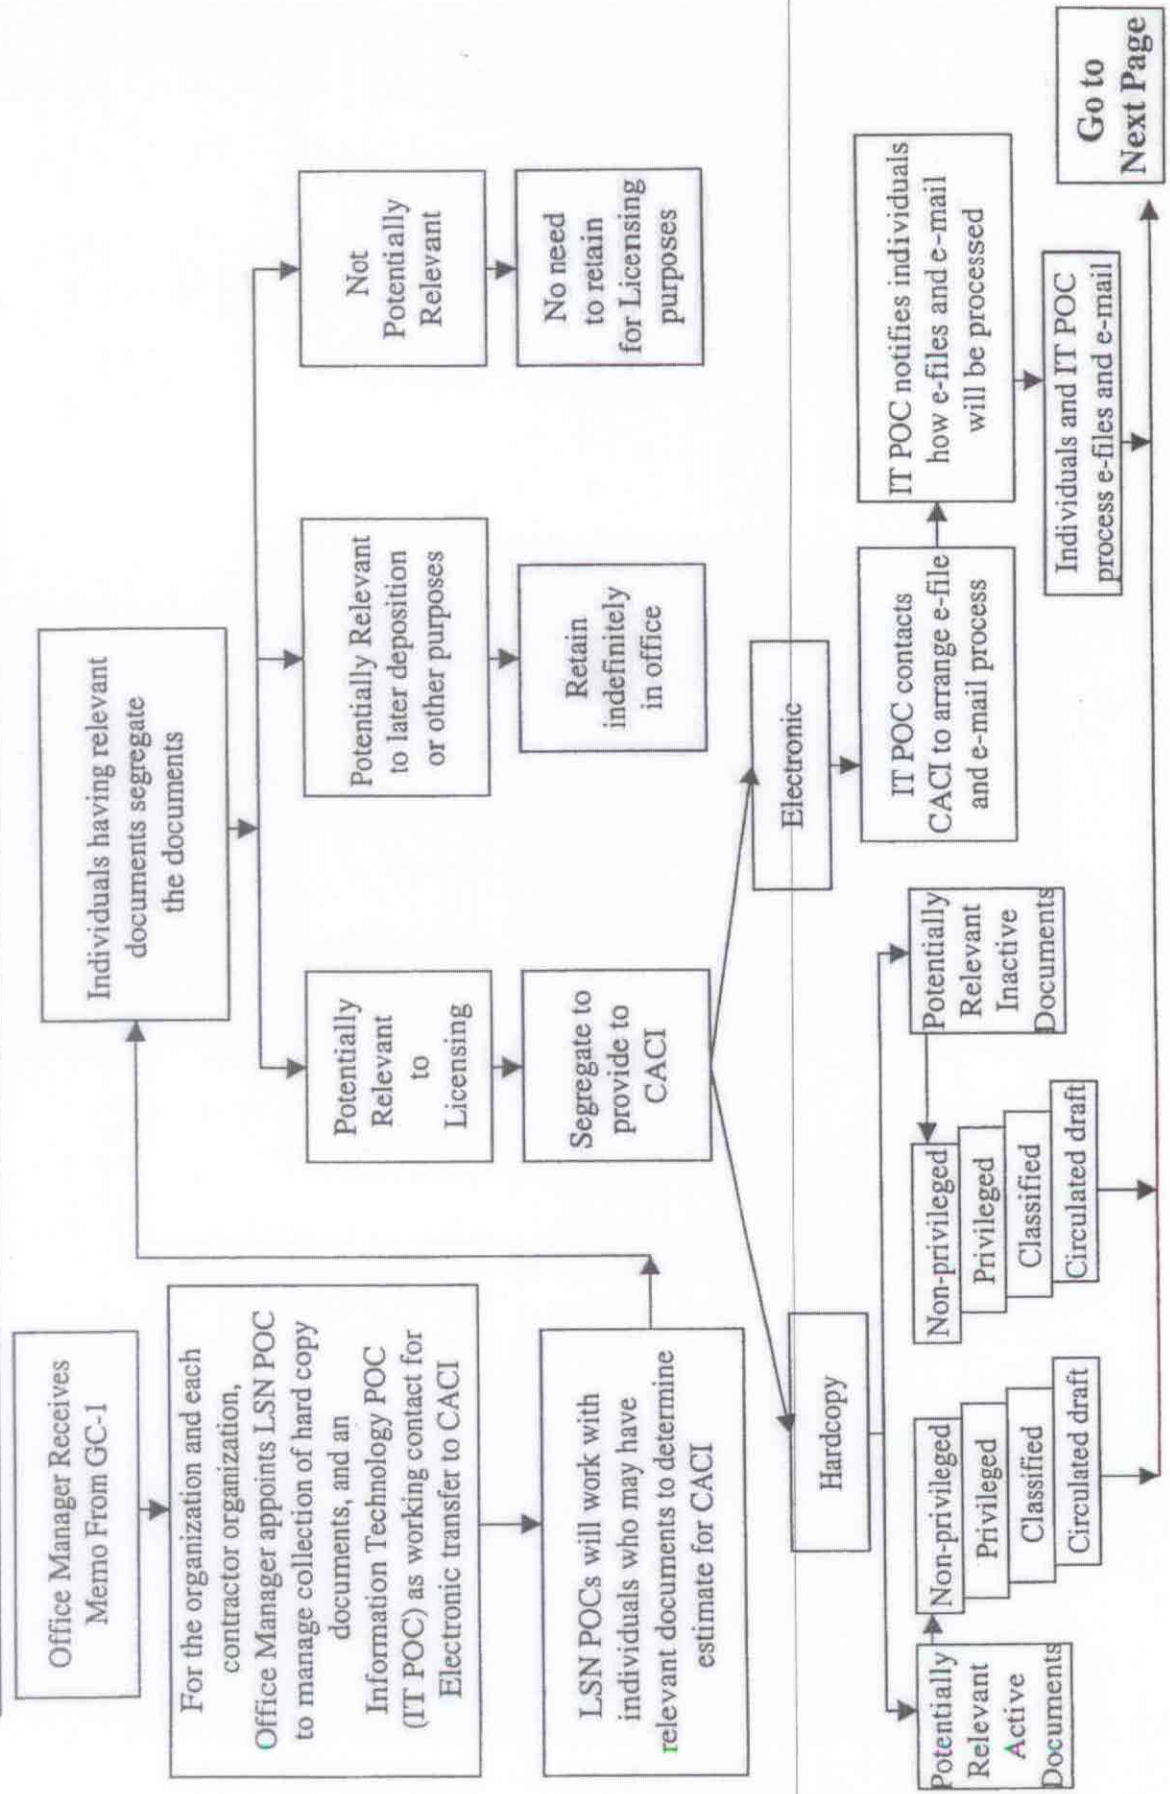 Office Manager Receives
Memo From GC-1
For the organization and each
contractor organization,
Office Manager appoints LSN POC
to manage collection of hard copy
documents, and an
Information Technology POC
(IT POC) as working contact for
Electronic transfer to CACI
LSN POCs will work with
individuals who may have
relevant documents to determine
estimate for CACI
Individuals having relevant
documents segregate
the documents
Potentially
Relevant
to
Licensing
Segregate to
provide to
CACI
Potentially Relevant
to later deposition
or other purposes
Retain
indefinitely
in office
Not
Potentially
Relevant
No need
to retain
for Licensing
purposes
Hardcopy
Electronic
Potentially
Relevant
Active
Documents
Non-privileged
Privileged
Classified
Circulated draft
Non-privileged
Privileged
Classified
Circulated draft
Potentially
Relevant
Inactive
Documents
IT POC contacts
CACI to arrange e-file
and e-mail process
IT POC notifies individuals
how e-files and e-mail
will be processed
Individuals and IT POC
process e-files and e-mail
Go to
Next Page